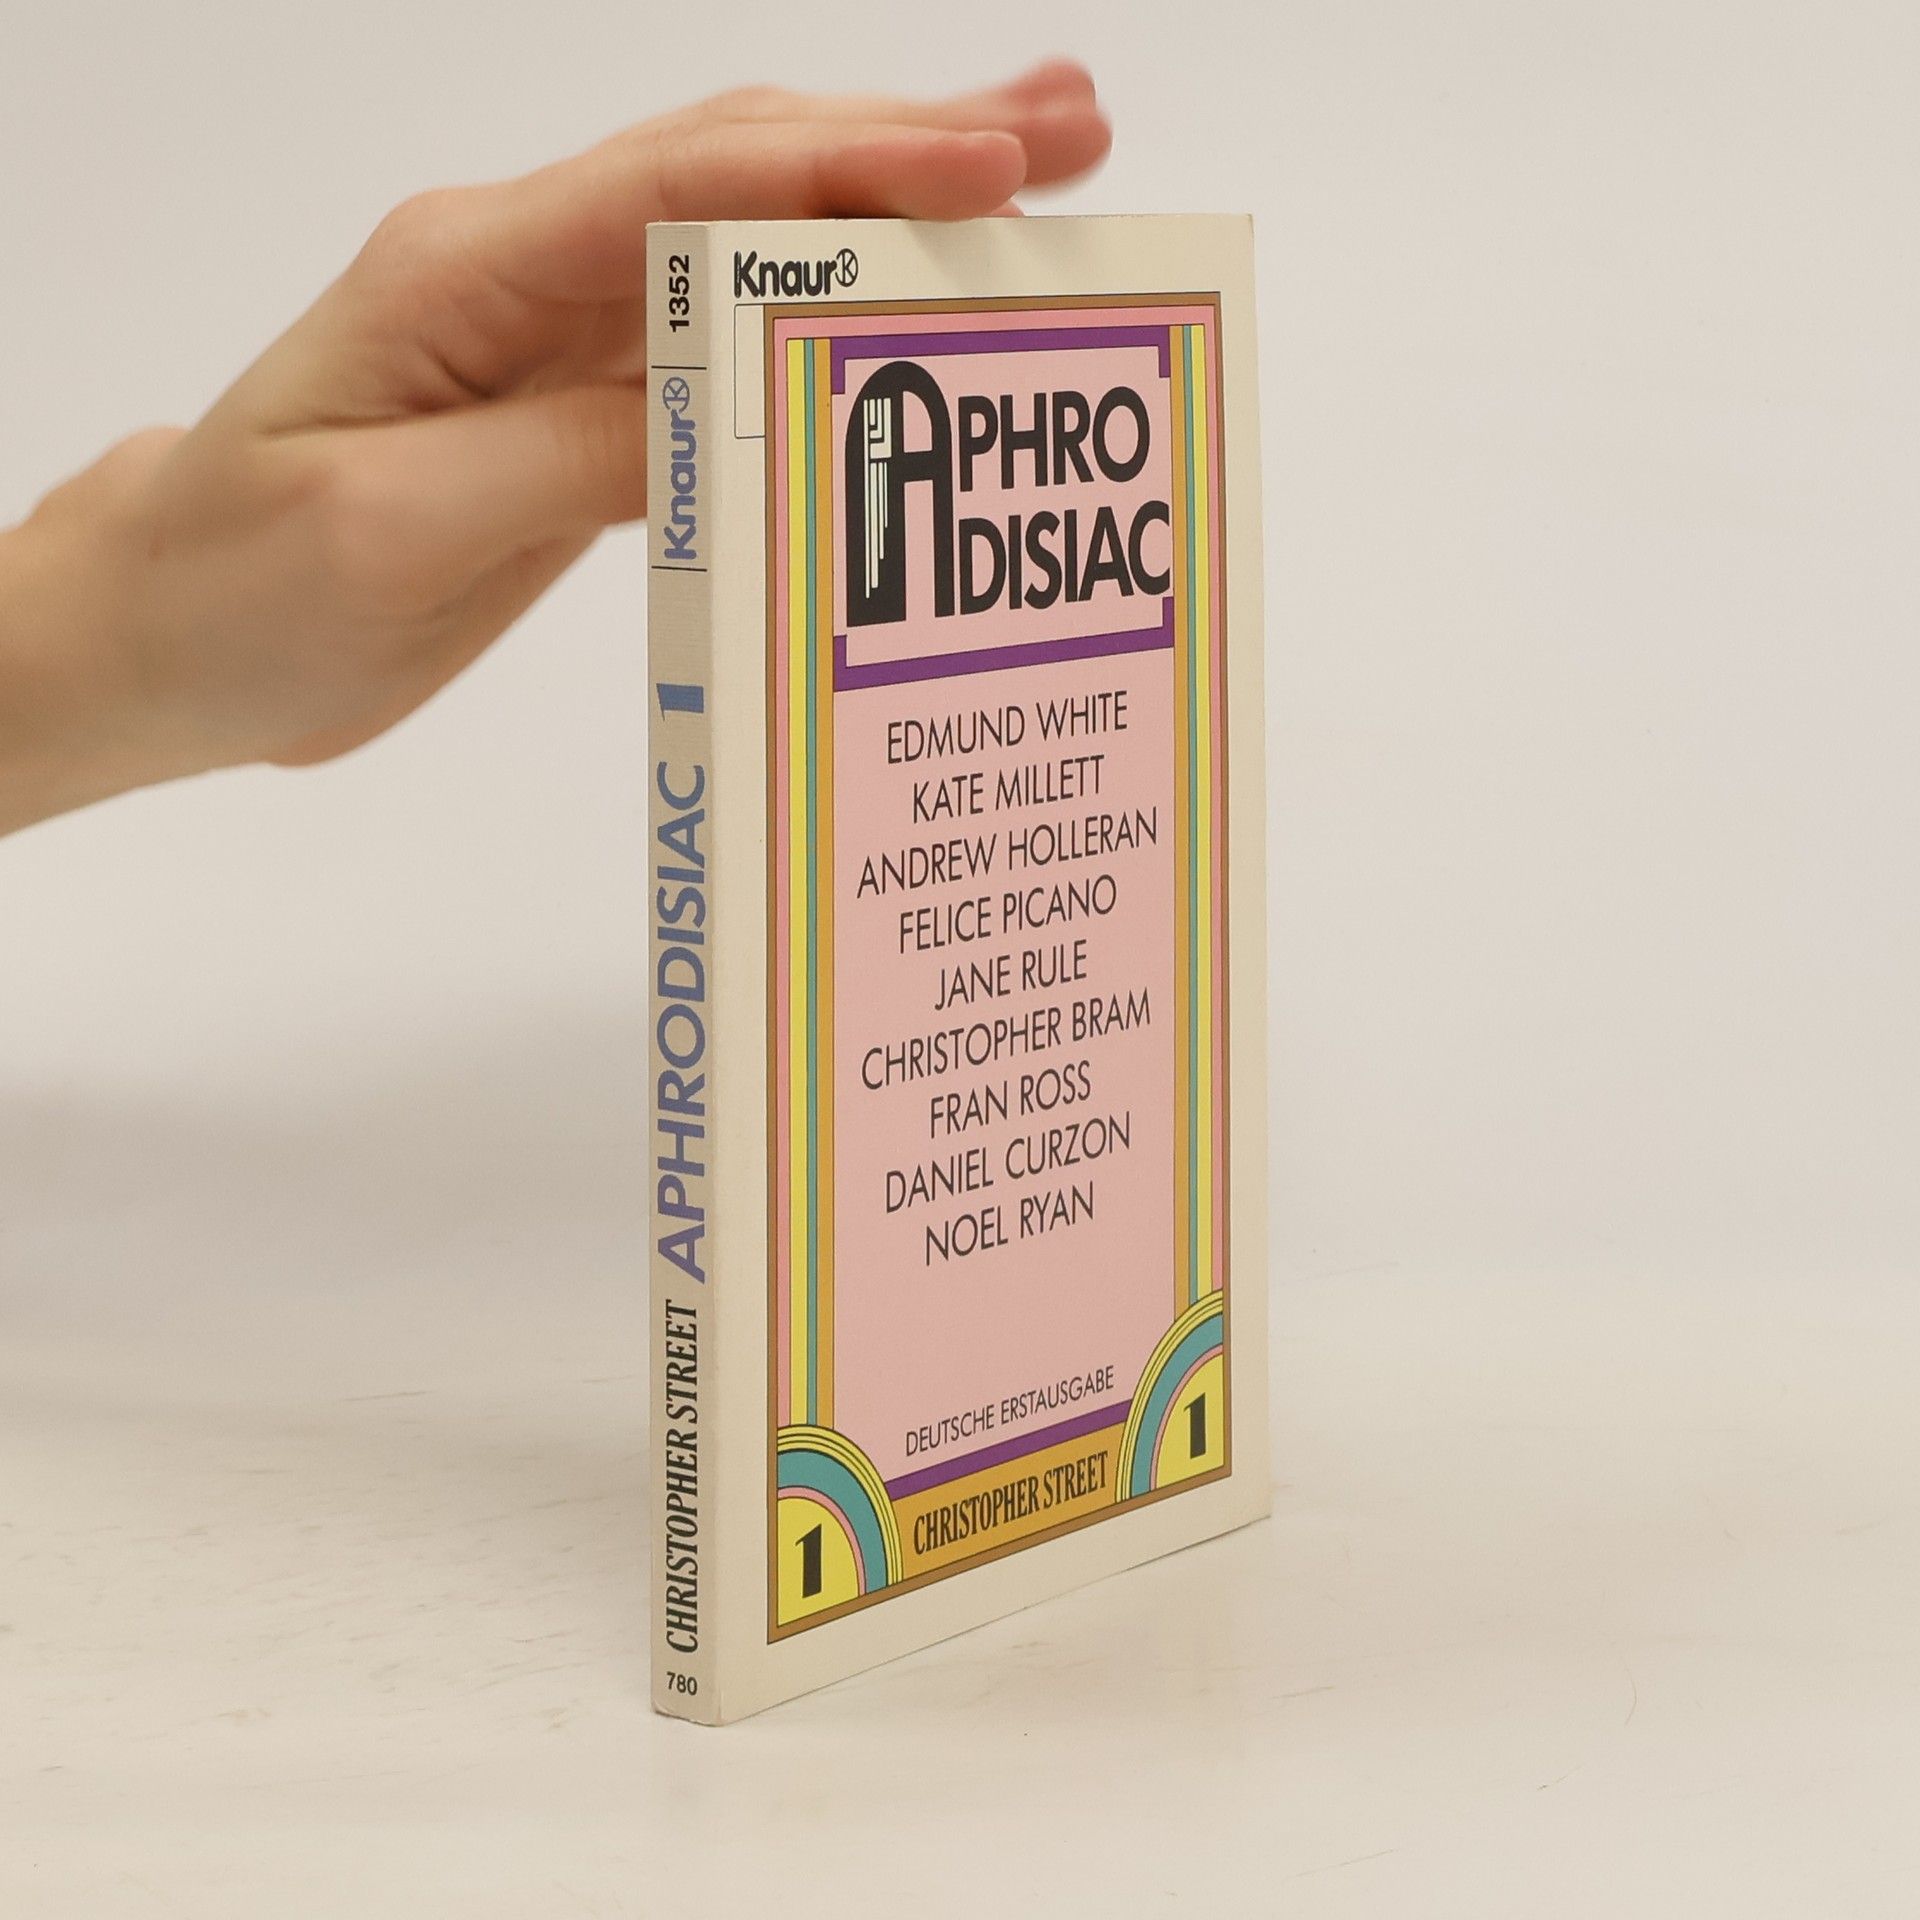 1352
Knaur
APHRODISIAC 1
CHRISTOPHER STREET
780
Knaur
APHRO
DISIAC
EDMUND WHITE
KATE MILLETT
ANDREW HOLLERAN
FELICE PICANO
JANE RULE
CHRISTOPHER BRAM
FRAN ROSS
DANIEL CURZON
NOEL RYAN
DEUTSCHE ERSTAUSGABE
CHRISTOPHER STREET
1
1